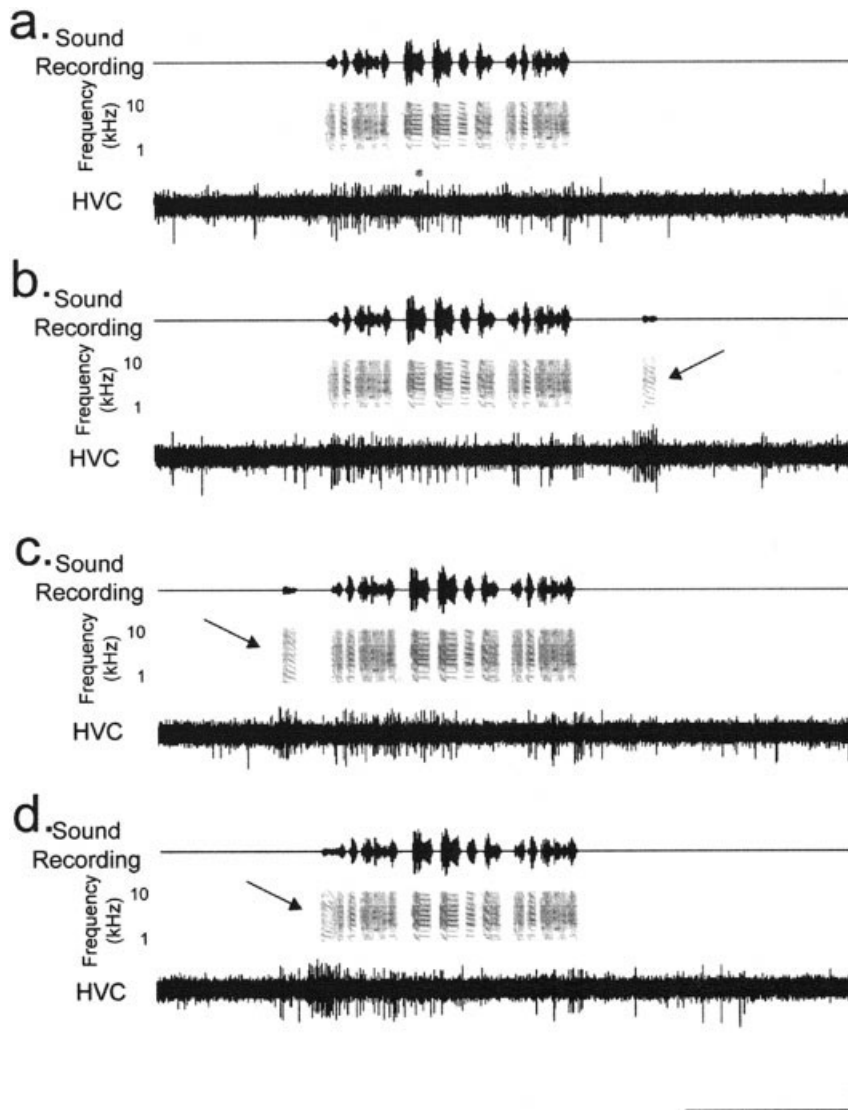 a.
Sound
Recording
Frequency
(kHz)
10
1
HVC
b.
Sound
Recording
Frequency
(kHz)
10
1
HVC
c.
Sound
Recording
Frequency
(kHz)
10
1
HVC
d.
Sound
Recording
Frequency
(kHz)
10
1
HVC